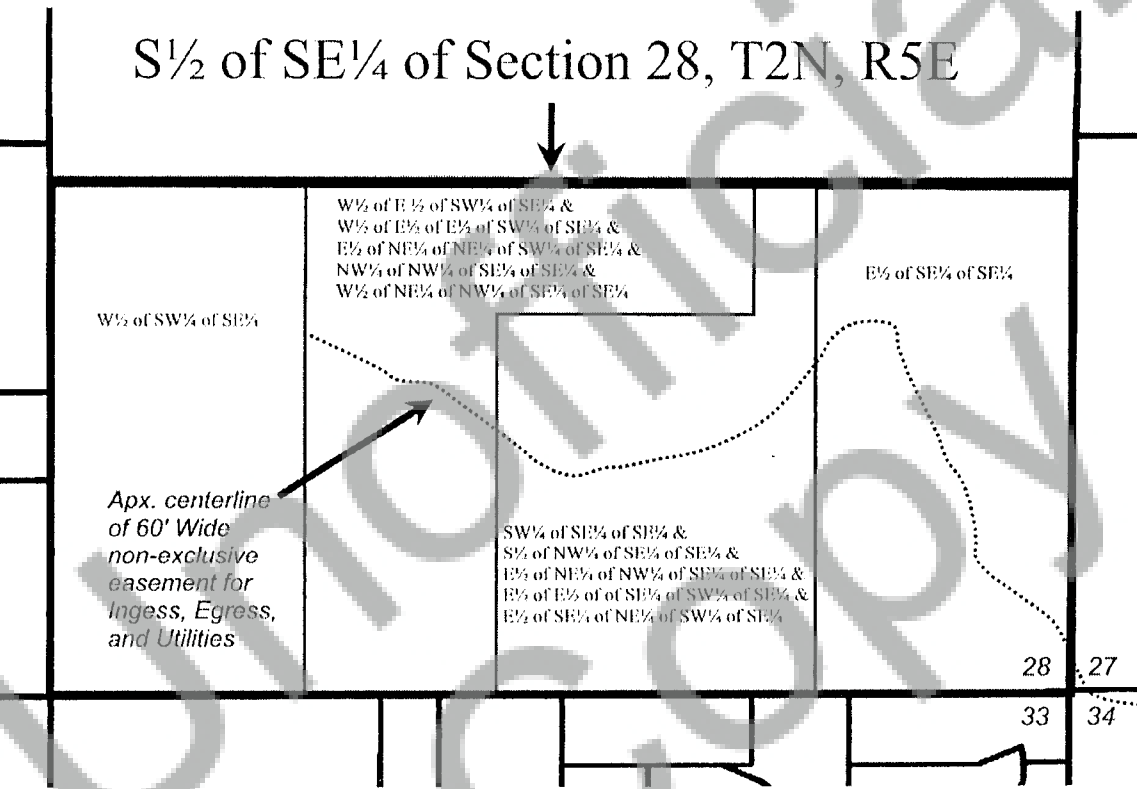 S½ of SE¼ of Section 28, T2N, R5E
W½ of E ½ of SW¼ of SE¼ &
W½ of E½ of E½ of SW¼ of SE¼ &
E½ of NE¼ of NE¼ of SW¼ of SE¼ &
NW¼ of NW¼ of SE¼ of SE¼ &
W½ of NE¼ of NW¼ of SE¼ of SE¼
E½ of SE¼ of SE¼
W½ of SW¼ of SE¼
Apx. centerline
of 60' Wide
non-exclusive
easement for
Ingess, Egress,
and Utilities
SW¼ of SE¼ of SE¼ &
S½ of NW¼ of SE¼ of SE¼ &
E½ of NE¼ of NW¼ of SE¼ of SE¼ &
E½ of E½ of of SE¼ of SW¼ of SE¼ &
E½ of SE¼ of NE¼ of SW¼ of SE¼
28 27
33 34
Unofficial
Copy